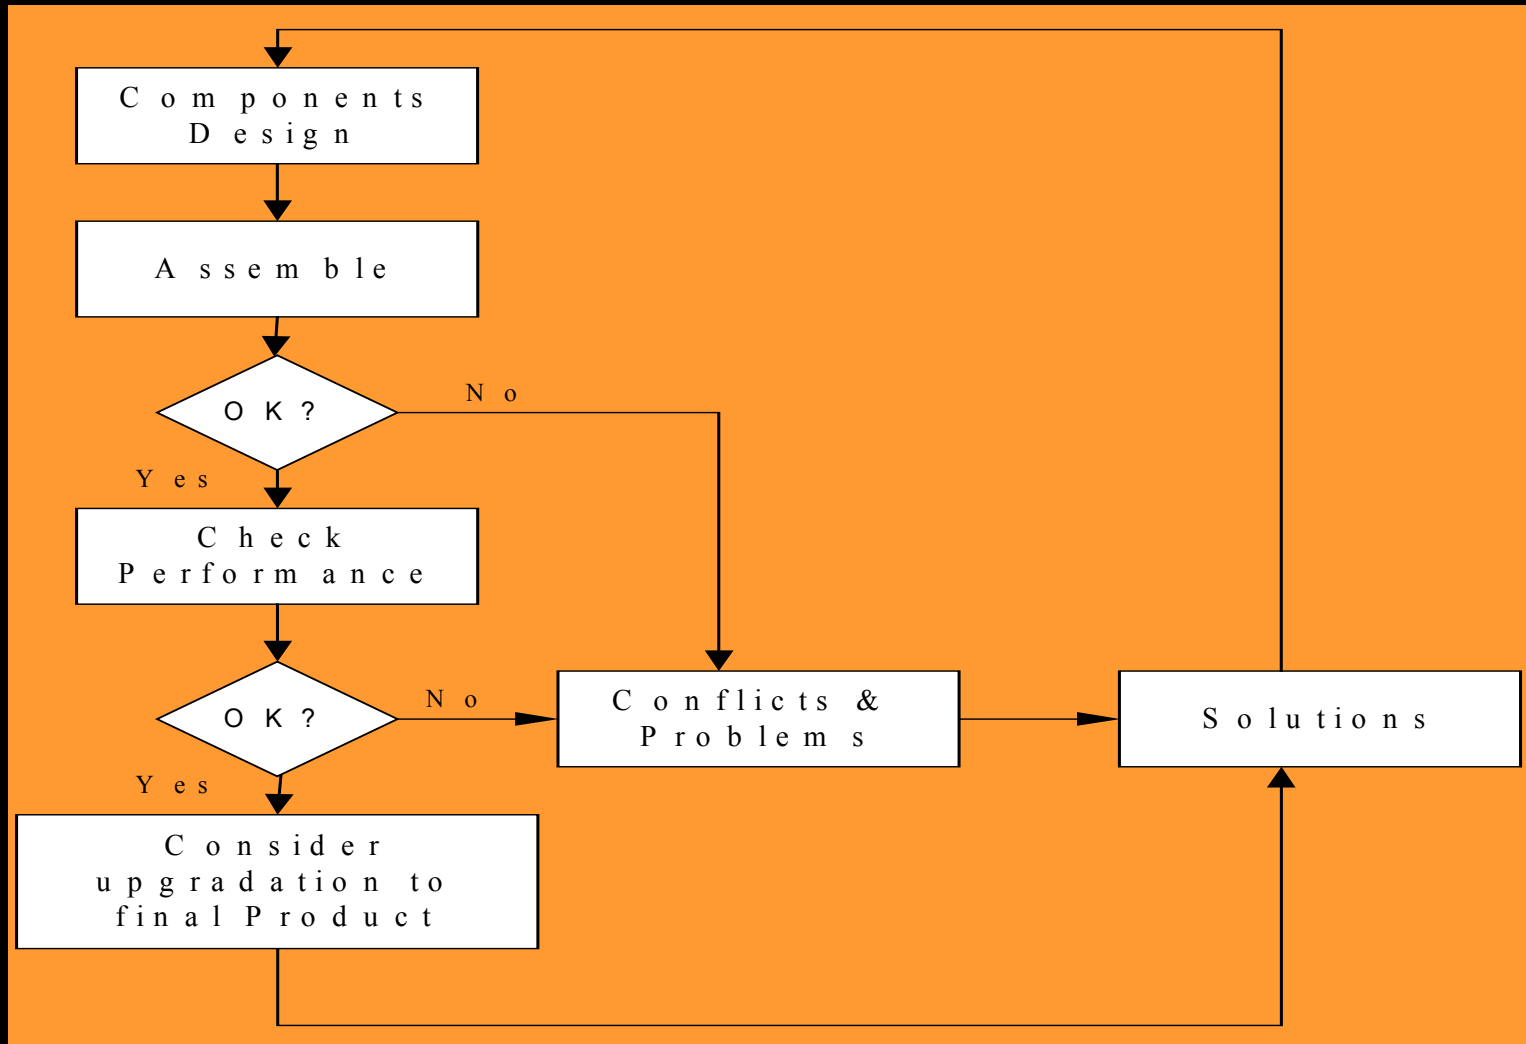 Components
Design
Assemble
OK?
No
Yes
Check
Performance
OK?
No
Conflicts &
Problems
Solutions
Yes
Consider
upgradation to
final Product